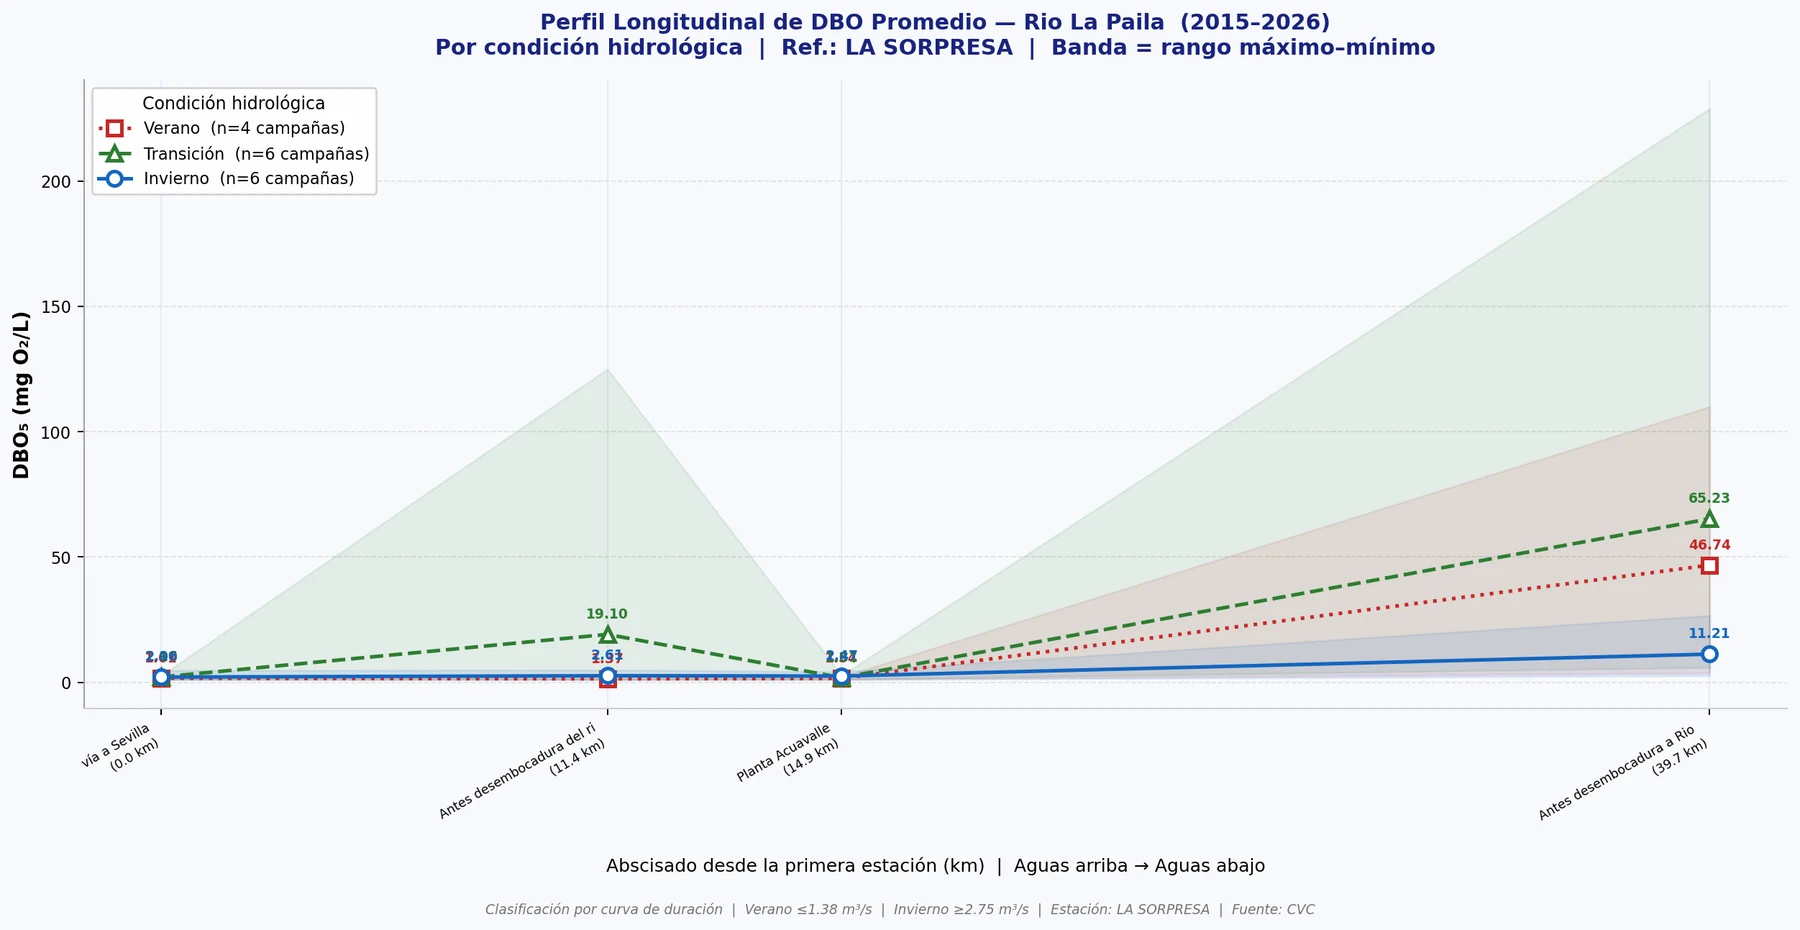 Perfil Longitudinal de DBO Promedio — Rio La Paila  (2015–2026)
Por condición hidrológica  |  Ref.: LA SORPRESA  |  Banda = rango máximo–mínimo
Condición hidrológica
Verano  (n=4 campañas)
Transición  (n=6 campañas)
Invierno  (n=6 campañas)
DBO₅ (mg O₂/L)
200
150
100
50
0
65.23
46.74
11.21
19.10
2.61
1.37
vía a Sevilla
(0.0 km)
Antes desembocadura del ri
(11.4 km)
Planta Acuavalle
(14.9 km)
Antes desembocadura a Rio
(39.7 km)
Abscisado desde la primera estación (km)  |  Aguas arriba → Aguas abajo
Clasificación por curva de duración  |  Verano ≤1.38 m³/s  |  Invierno ≥2.75 m³/s  |  Estación: LA SORPRESA  |  Fuente: CVC